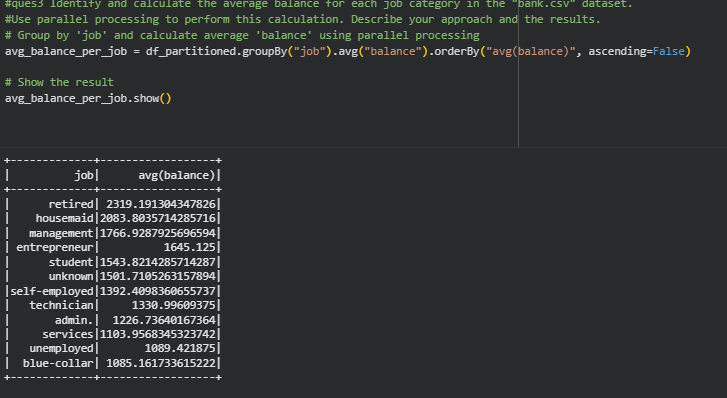 #ques3 Identify and calculate the average balance for each job category in the "bank.csv" dataset.
#Use parallel processing to perform this calculation. Describe your approach and the results.
# Group by 'job' and calculate average 'balance' using parallel processing
avg_balance_per_job = df_partitioned.groupBy("job").avg("balance").orderBy("avg(balance)", ascending=False)
# Show the result
avg_balance_per_job.show()
+-------------+------------------+
|          job|      avg(balance)|
+-------------+------------------+
|      retired| 2319.191304347826|
|    housemaid|2083.8035714285716|
|   management|1766.9287925696594|
| entrepreneur|          1645.125|
|      student|1543.8214285714287|
|      unknown|1501.7105263157894|
|self-employed|1392.4098360655737|
|   technician|     1330.99609375|
|       admin.|  1226.73640167364|
|     services|1103.9568345323742|
|   unemployed|       1089.421875|
|  blue-collar| 1085.161733615222|
+-------------+------------------+